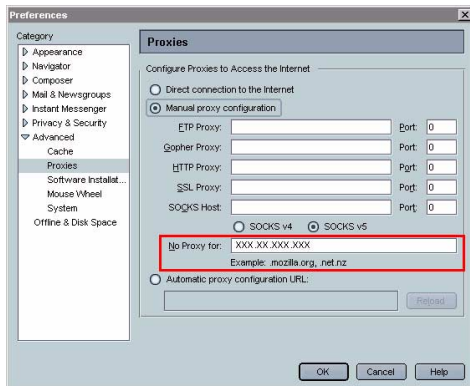 Preferences
Category
Appearance
Navigator
Composer
Mail & Newsgroups
Instant Messenger
Privacy & Security
Advanced
Cache
Proxies
Software Installat...
Mouse Wheel
System
Offline & Disk Space
Proxies
Configure Proxies to Access the Internet
Direct connection to the Internet
Manual proxy configuration
FTP Proxy: Port: 0
Gopher Proxy: Port: 0
HTTP Proxy: Port: 0
SSL Proxy: Port: 0
SOCKS Host: Port: 0
SOCKS v4 SOCKS v5
No Proxy for: XXX.XX.XXX.XXX
Example: .mozilla.org, .net.nz
Automatic proxy configuration URL:
Reload
OK Cancel Help